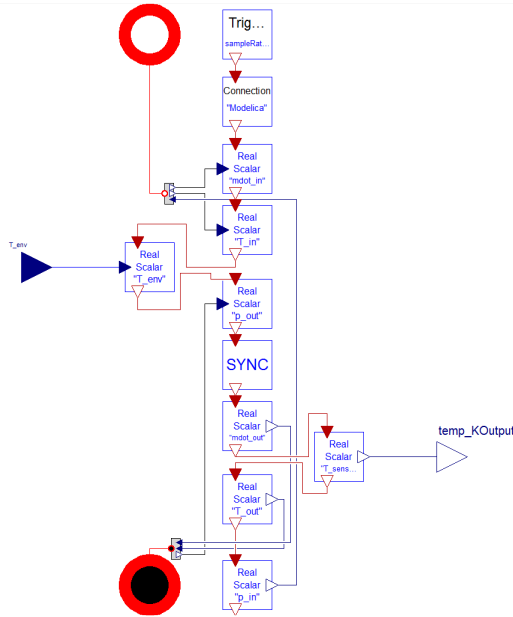 Trig...
sampleRat...
Connection
"Modelica"
Real
Scalar
"mdot_in"
Real
Scalar
"T_in"
T_env
Real
Scalar
"T_env"
Real
Scalar
"p_out"
SYNC
Real
Scalar
"mdot_out"
temp_KOutput
Real
Scalar
"T_sens...
Real
Scalar
"T_out"
Real
Scalar
"p_in"